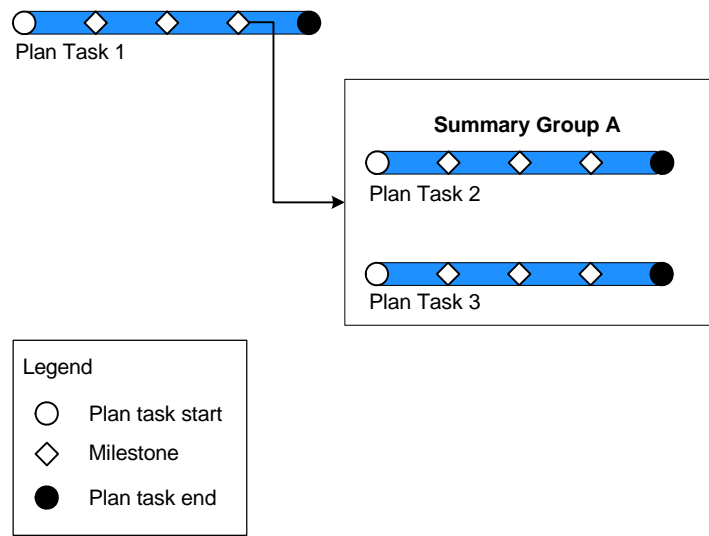 Plan Task 1
Summary Group A
Plan Task 2
Plan Task 3
Legend
Plan task start
Milestone
Plan task end